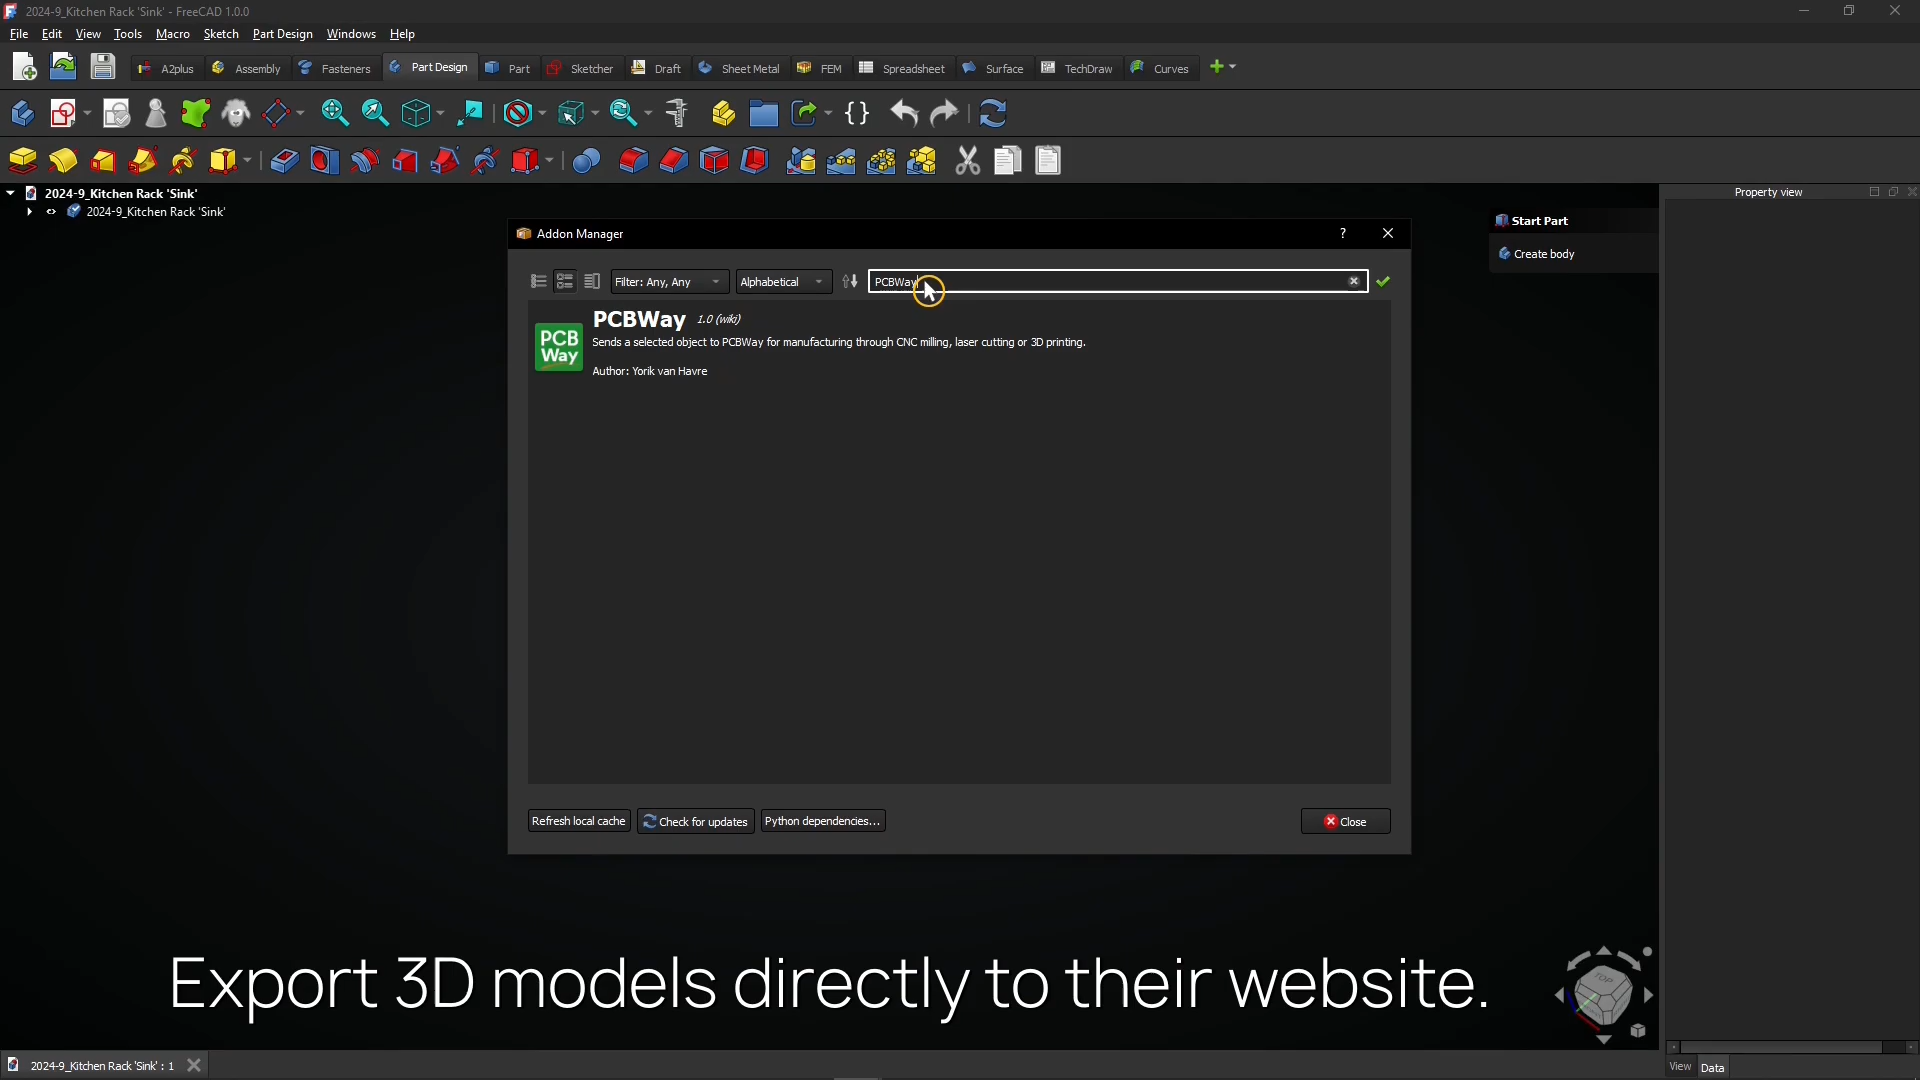 2024-9_Kitchen Rack 'Sink' - FreeCAD 1.0.0
File Edit View Tools Macro Sketch Part Design Windows Help
A2plus Assembly Fasteners Part Design Part Sketcher Draft Sheet Metal FEM Spreadsheet Surface TechDraw Curves
2024-9_Kitchen Rack 'Sink'
2024-9_Kitchen Rack 'Sink'
Property view
Start Part
Create body
Addon Manager
Filter: Any, Any Alphabetical PCBWay
PCB
Way
PCBWay 1.0 (wiki)
Sends a selected object to PCBWay for manufacturing through CNC milling, laser cutting or 3D printing.
Author: Yorik van Havre
Refresh local cache Check for updates Python dependencies... Close
Export 3D models directly to their website.
TOP
2024-9_Kitchen Rack 'Sink' : 1
View Data